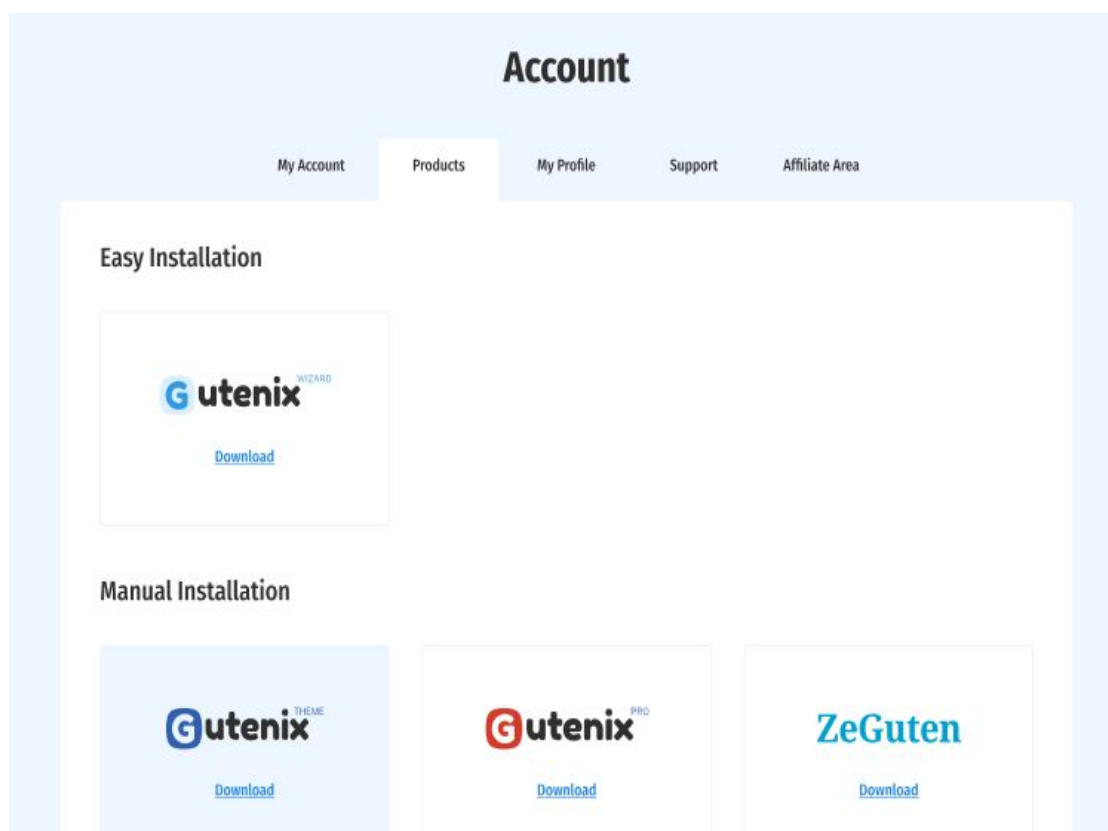 Account
My Account Products My Profile Support Affiliate Area
Easy Installation
Gutenix WIZARD
Download
Manual Installation
Gutenix THEME Gutenix PRO ZeGuten
Download Download Download